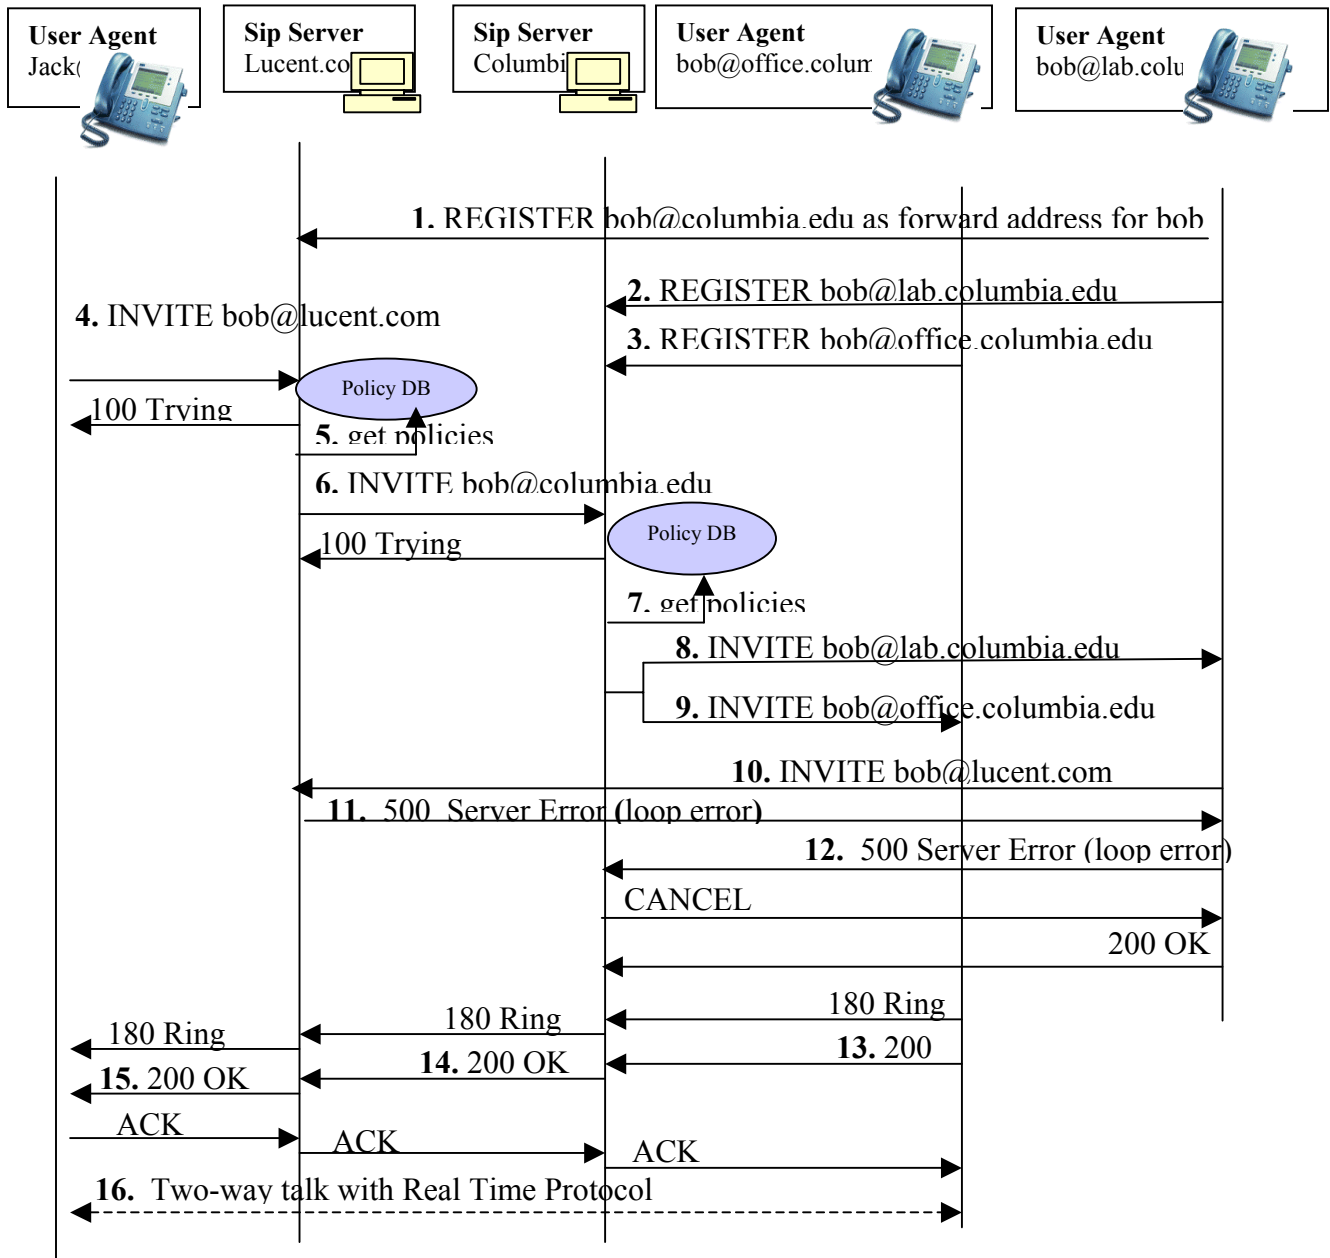 User Agent
Jack(
Sip Server
Lucent.co
Sip Server
Columbi
User Agent
bob@office.colum
User Agent
bob@lab.colu
1. REGISTER bob@columbia.edu as forward address for bob
2. REGISTER bob@lab.columbia.edu
4. INVITE bob@lucent.com
3. REGISTER bob@office.columbia.edu
Policy DB
100 Trying
5. get policies
6. INVITE bob@columbia.edu
Policy DB
100 Trying
7. get policies
8. INVITE bob@lab.columbia.edu
9. INVITE bob@office.columbia.edu
10. INVITE bob@lucent.com
11. 500 Server Error (loop error)
12. 500 Server Error (loop error)
CANCEL
200 OK
180 Ring
180 Ring
180 Ring
13. 200
14. 200 OK
15. 200 OK
ACK
ACK
ACK
16. Two-way talk with Real Time Protocol